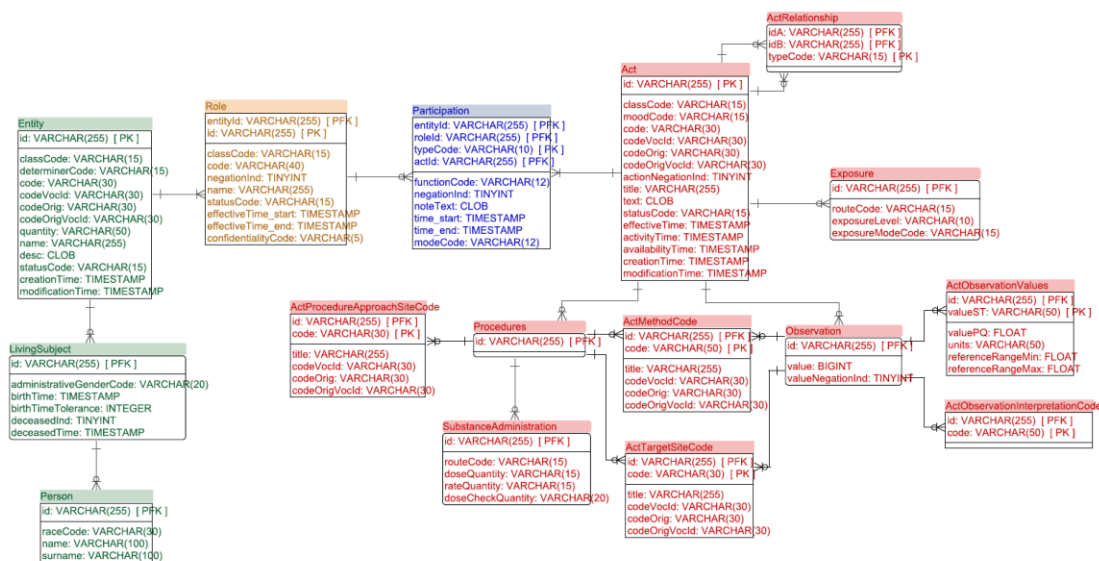 ActRelationship
idA: VARCHAR(255) [ PFK ]
idB: VARCHAR(255) [ PFK ]
typeCode: VARCHAR(15) [ PK ]
Act
id: VARCHAR(255) [ PK ]
classCode: VARCHAR(15)
moodCode: VARCHAR(15)
code: VARCHAR(30)
codeVocId: VARCHAR(30)
codeOrig: VARCHAR(30)
codeOrigVocId: VARCHAR(30)
actionNegationInd: TINYINT
title: VARCHAR(255)
text: CLOB
statusCode: VARCHAR(15)
effectiveTime: TIMESTAMP
activityTime: TIMESTAMP
availabilityTime: TIMESTAMP
creationTime: TIMESTAMP
modificationTime: TIMESTAMP
Role
entityId: VARCHAR(255) [ PFK ]
id: VARCHAR(255) [ PK ]
classCode: VARCHAR(15)
code: VARCHAR(40)
negationInd: TINYINT
name: VARCHAR(255)
statusCode: VARCHAR(15)
effectiveTime_start: TIMESTAMP
effectiveTime_end: TIMESTAMP
confidentialityCode: VARCHAR(5)
Participation
entityId: VARCHAR(255) [ PFK ]
roleId: VARCHAR(255) [ PFK ]
typeCode: VARCHAR(10) [ PK ]
actId: VARCHAR(255) [ PFK ]
functionCode: VARCHAR(12)
negationInd: TINYINT
noteText: CLOB
time_start: TIMESTAMP
time_end: TIMESTAMP
modeCode: VARCHAR(12)
Entity
id: VARCHAR(255) [ PK ]
classCode: VARCHAR(15)
determinerCode: VARCHAR(15)
code: VARCHAR(30)
codeVocId: VARCHAR(30)
codeOrig: VARCHAR(30)
codeOrigVocId: VARCHAR(30)
quantity: VARCHAR(50)
name: VARCHAR(255)
desc: CLOB
statusCode: VARCHAR(15)
creationTime: TIMESTAMP
modificationTime: TIMESTAMP
Exposure
id: VARCHAR(255) [ PFK ]
routeCode: VARCHAR(15)
exposureLevel: VARCHAR(10)
exposureModeCode: VARCHAR(15)
ActProcedureApproachSiteCode
id: VARCHAR(255) [ PFK ]
code: VARCHAR(30) [ PK ]
title: VARCHAR(255)
codeVocId: VARCHAR(30)
codeOrig: VARCHAR(30)
codeOrigVocId: VARCHAR(30)
Procedures
id: VARCHAR(255) [ PFK ]
ActMethodCode
id: VARCHAR(255) [ PFK ]
code: VARCHAR(50) [ PK ]
title: VARCHAR(255)
codeVocId: VARCHAR(30)
codeOrig: VARCHAR(30)
codeOrigVocId: VARCHAR(30)
Observation
id: VARCHAR(255) [ PFK ]
value: BIGINT
valueNegationInd: TINYINT
ActObservationValues
id: VARCHAR(255) [ PFK ]
valueST: VARCHAR(50) [ PK ]
valuePQ: FLOAT
units: VARCHAR(50)
referenceRangeMin: FLOAT
referenceRangeMax: FLOAT
LivingSubject
id: VARCHAR(255) [ PFK ]
administrativeGenderCode: VARCHAR(20)
birthTime: TIMESTAMP
birthTimeTolerance: INTEGER
deceasedInd: TINYINT
deceasedTime: TIMESTAMP
ActObservationInterpretationCode
id: VARCHAR(255) [ PFK ]
code: VARCHAR(50) [ PK ]
SubstanceAdministration
id: VARCHAR(255) [ PFK ]
routeCode: VARCHAR(15)
doseQuantity: VARCHAR(15)
rateQuantity: VARCHAR(15)
doseCheckQuantity: VARCHAR(20)
ActTargetSiteCode
id: VARCHAR(255) [ PFK ]
code: VARCHAR(30) [ PK ]
title: VARCHAR(255)
codeVocId: VARCHAR(30)
codeOrig: VARCHAR(30)
codeOrigVocId: VARCHAR(30)
Person
id: VARCHAR(255) [ PFK ]
raceCode: VARCHAR(30)
name: VARCHAR(100)
surname: VARCHAR(100)